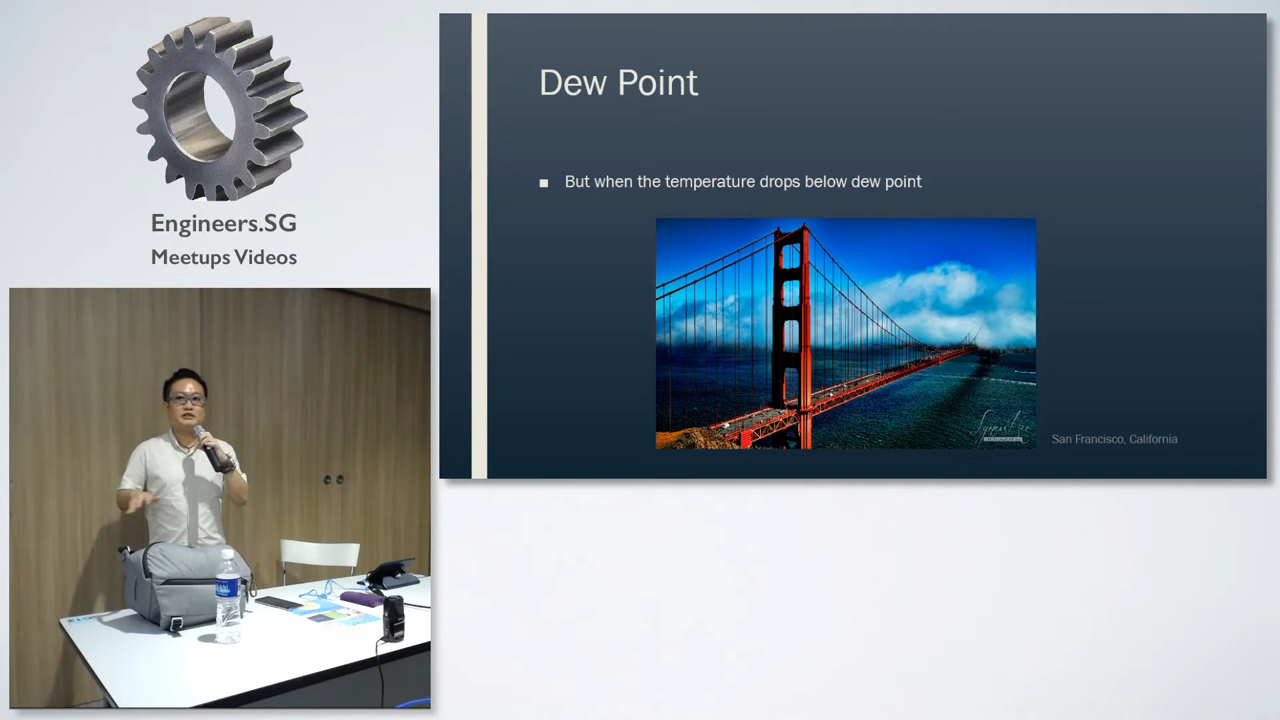 Engineers.SG
Meetups Videos
Dew Point
But when the temperature drops below dew point
San Francisco, California